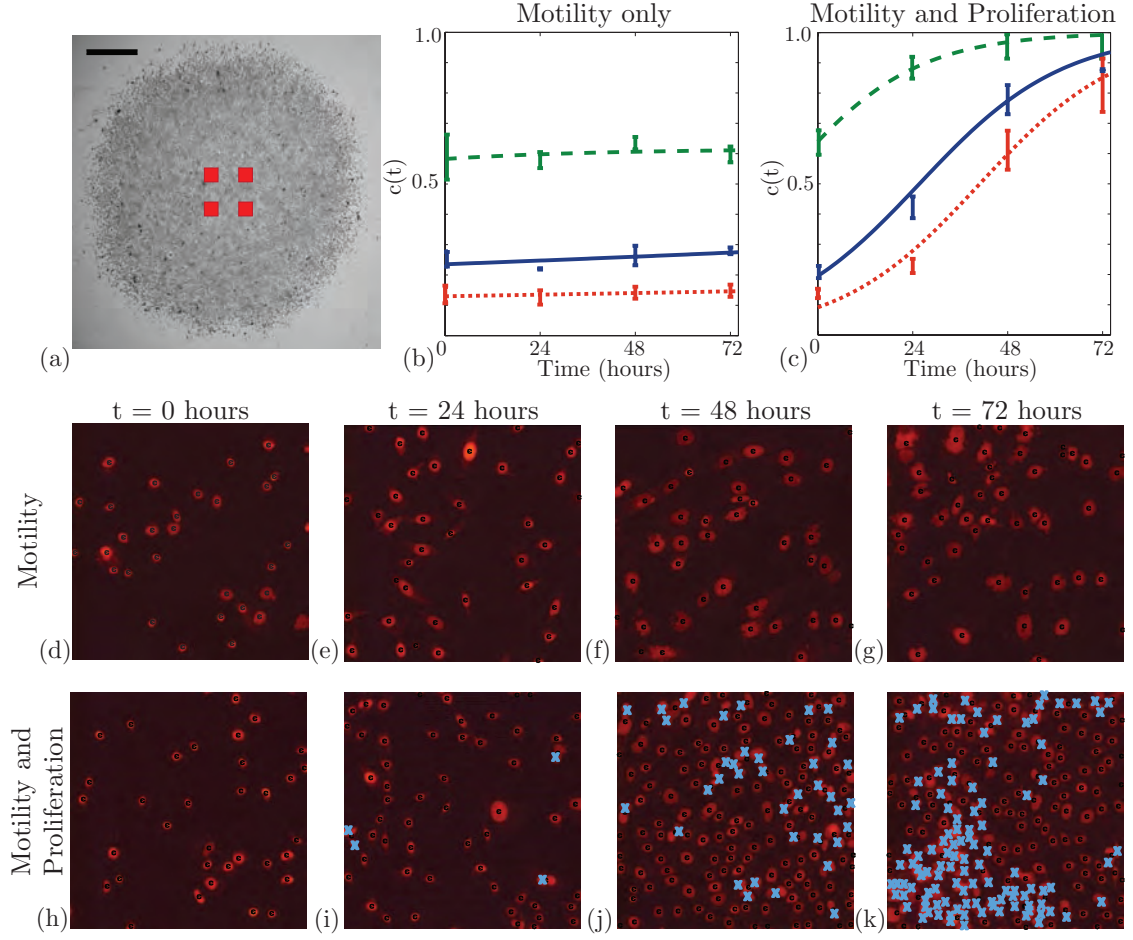 Motility only
Motility and Proliferation
1.0
0.5
c(t)
0 24 48 72
Time (hours)
1.0
0.5
c(t)
0 24 48 72
Time (hours)
(a)
(b)
(c)
t = 0 hours
t = 24 hours
t = 48 hours
t = 72 hours
Motility
(d)
(e)
(f)
(g)
Motility and
Proliferation
(h)
(i)
(j)
(k)